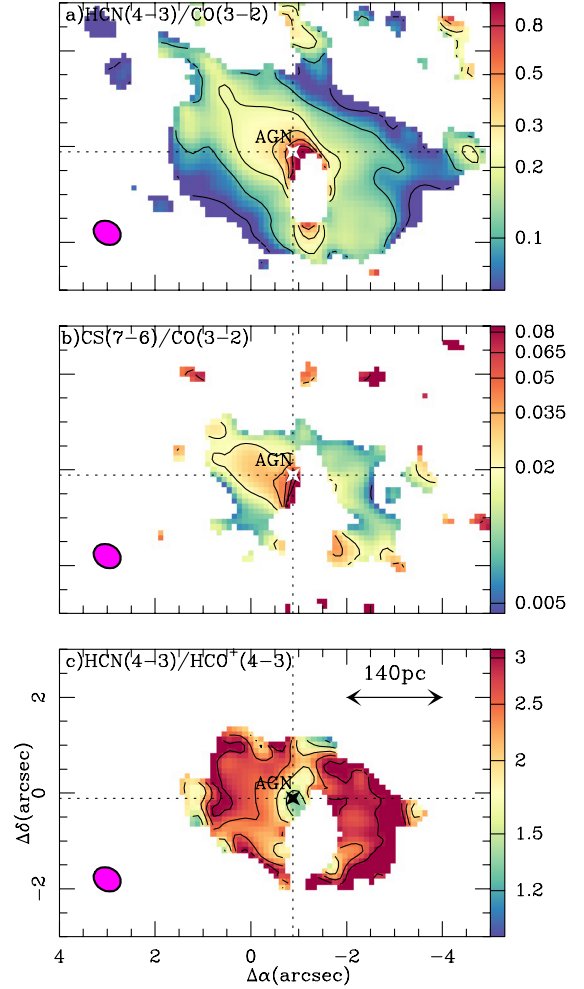 a)HCN(4−3)/CO(3−2)
AGN
0.8
0.5
0.3
0.2
0.1
b)CS(7−6)/CO(3−2)
AGN
0.08
0.065
0.05
0.035
0.02
0.005
c)HCN(4−3)/HCO⁺(4−3)
140pc
AGN
3
2.5
2
1.5
1.2
2
0
−2
Δδ(arcsec)
4 2 0 −2 −4
Δα(arcsec)